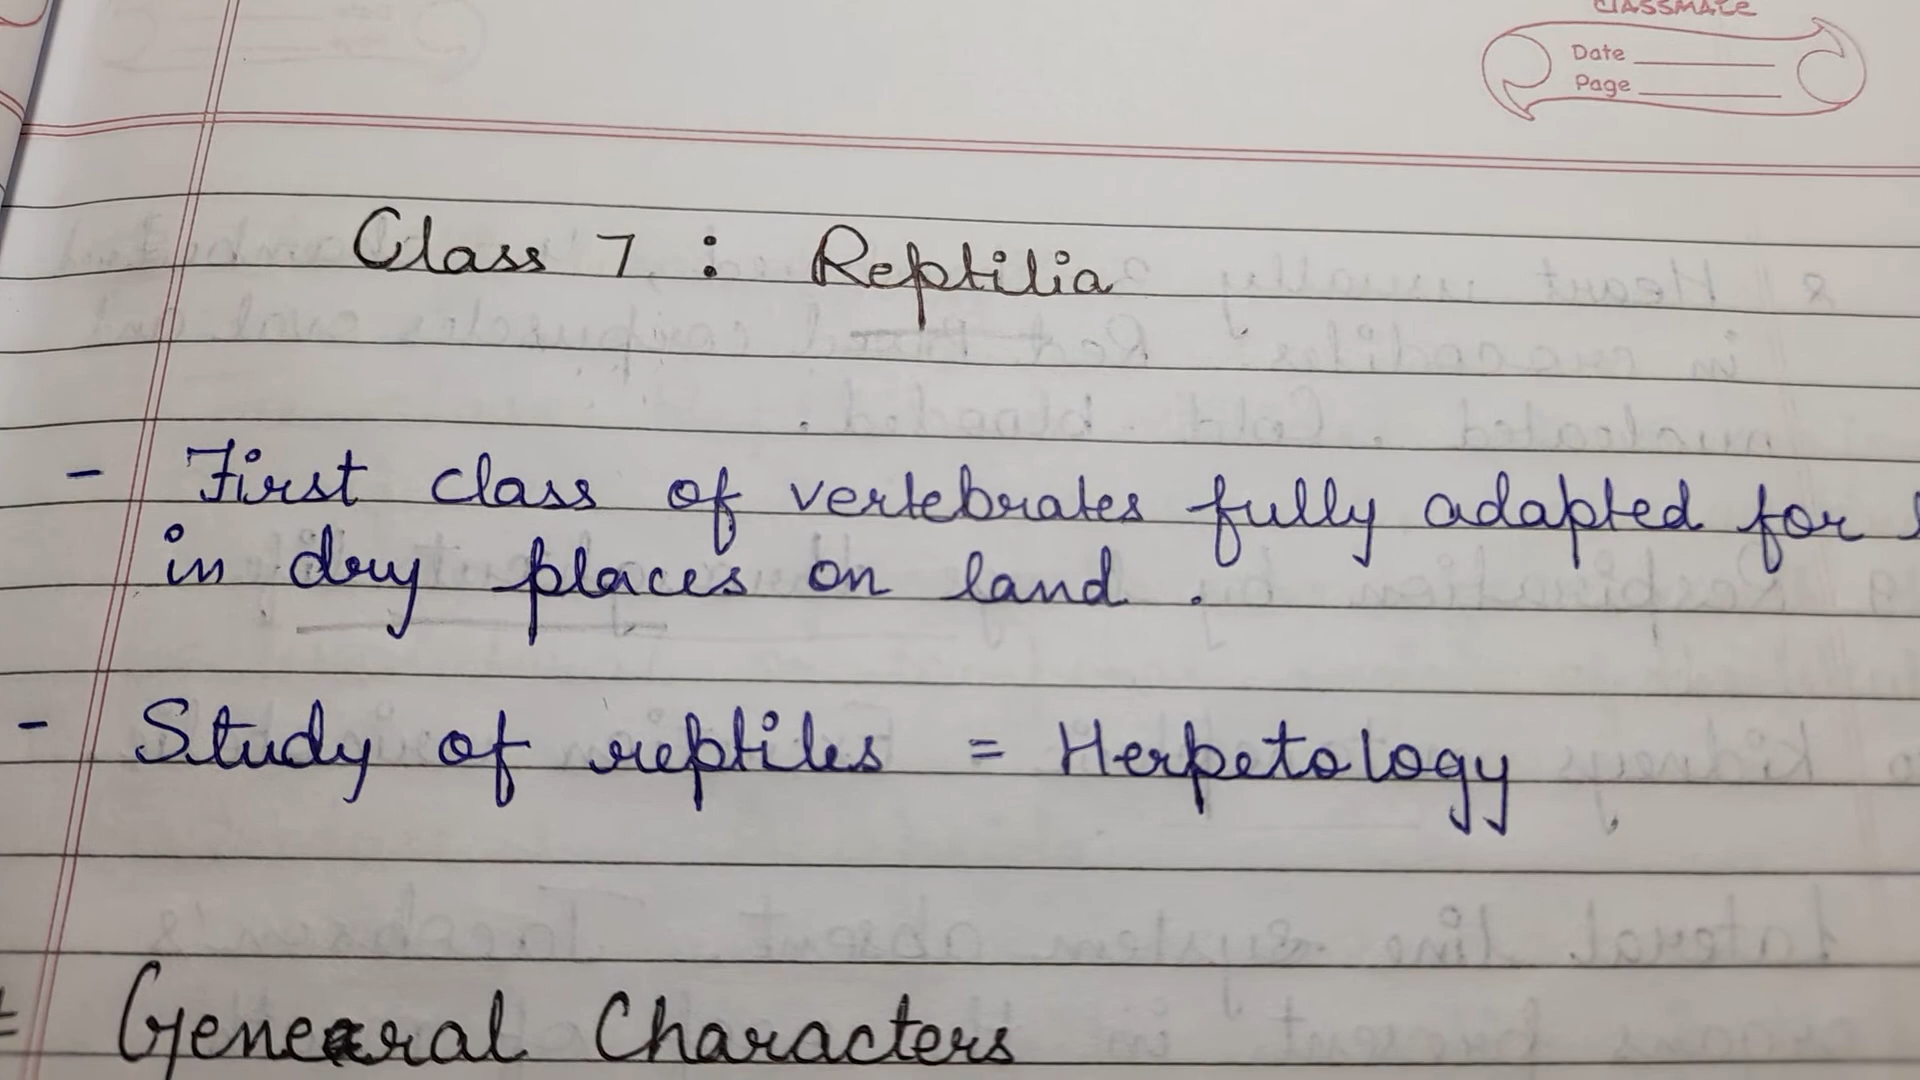 classmate
Date
Page
Class 7 : Reptilia
- First class of vertebrates fully adapted for
in dry places on land .
- Study of reptiles = Herpetology
General Characters